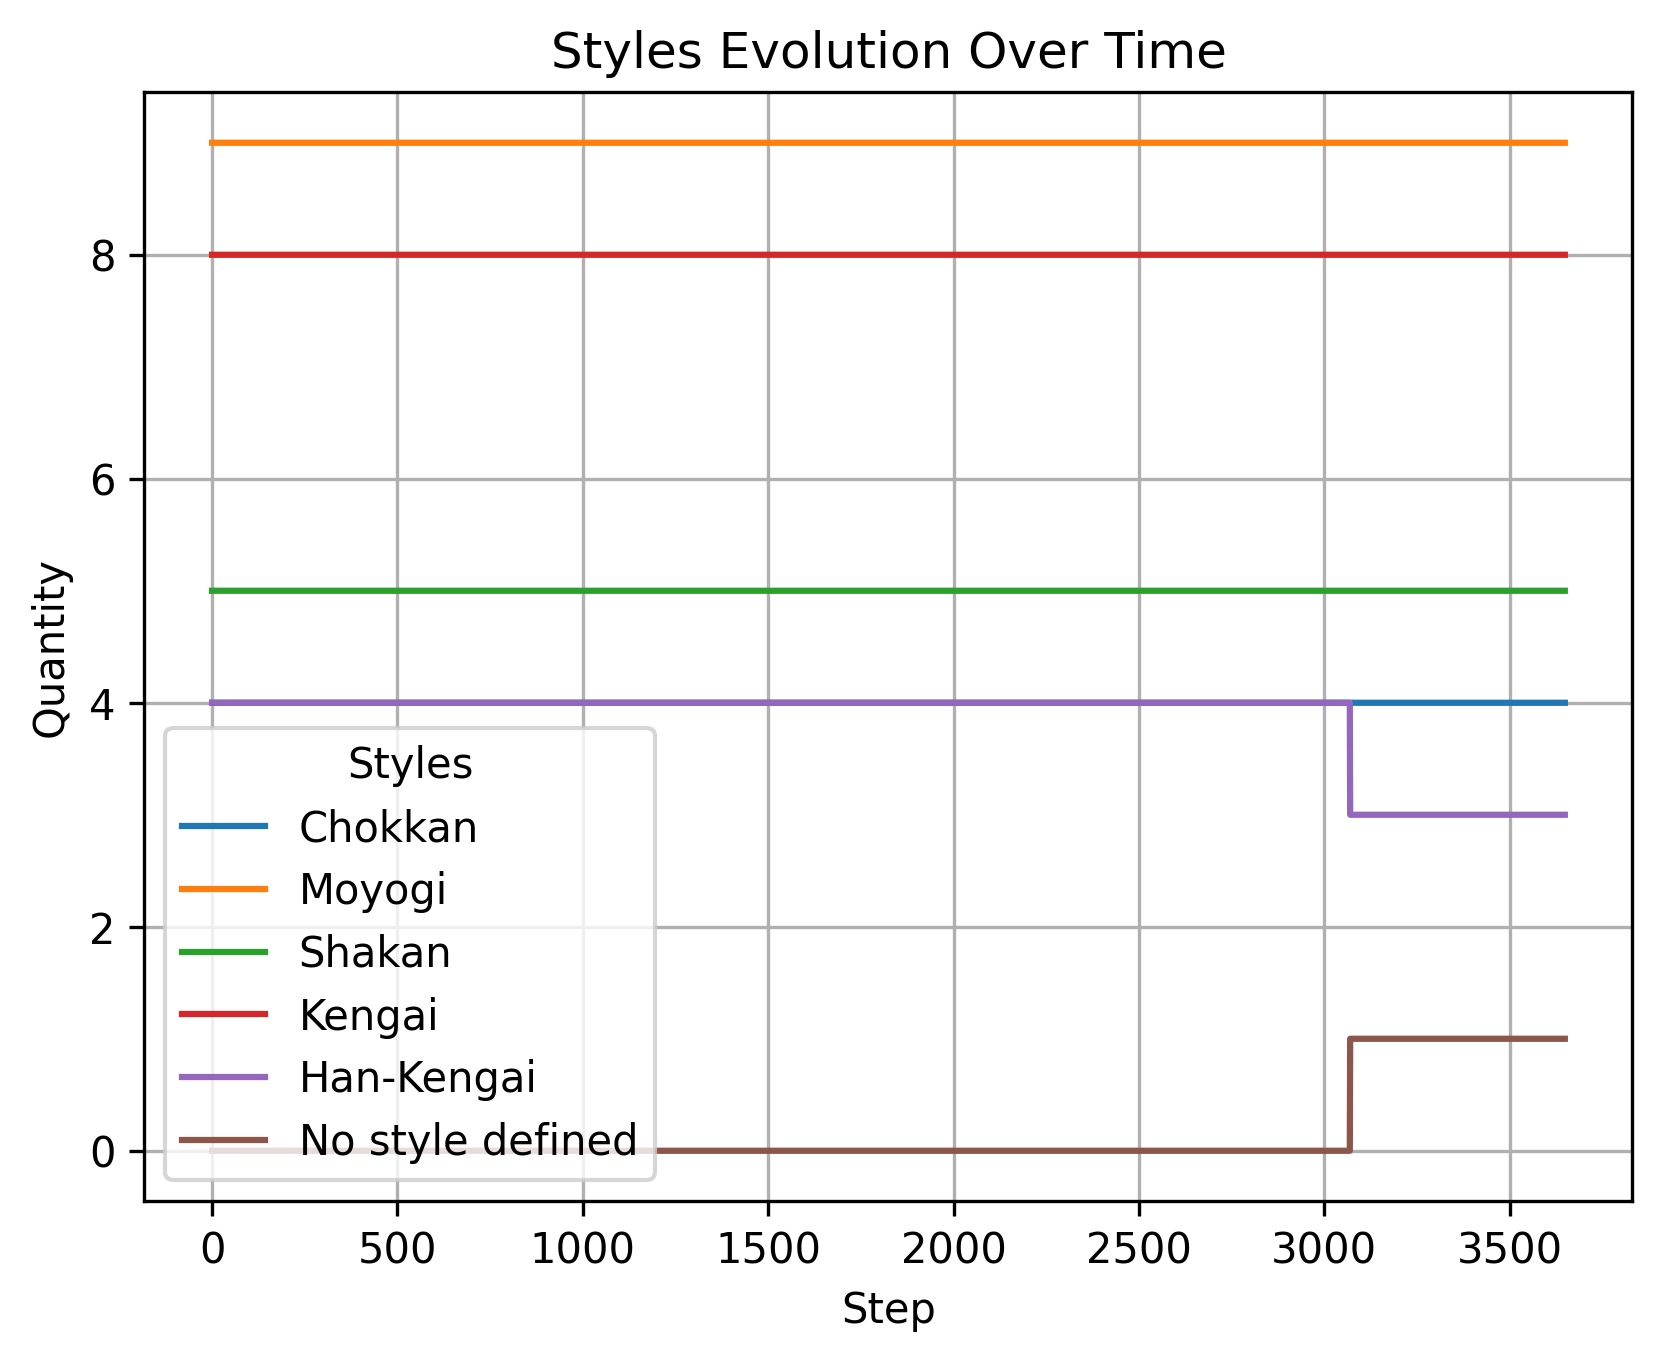 Styles Evolution Over Time
Quantity
8
6
4
2
0
Styles
Chokkan
Moyogi
Shakan
Kengai
Han-Kengai
No style defined
0 500 1000 1500 2000 2500 3000 3500
Step